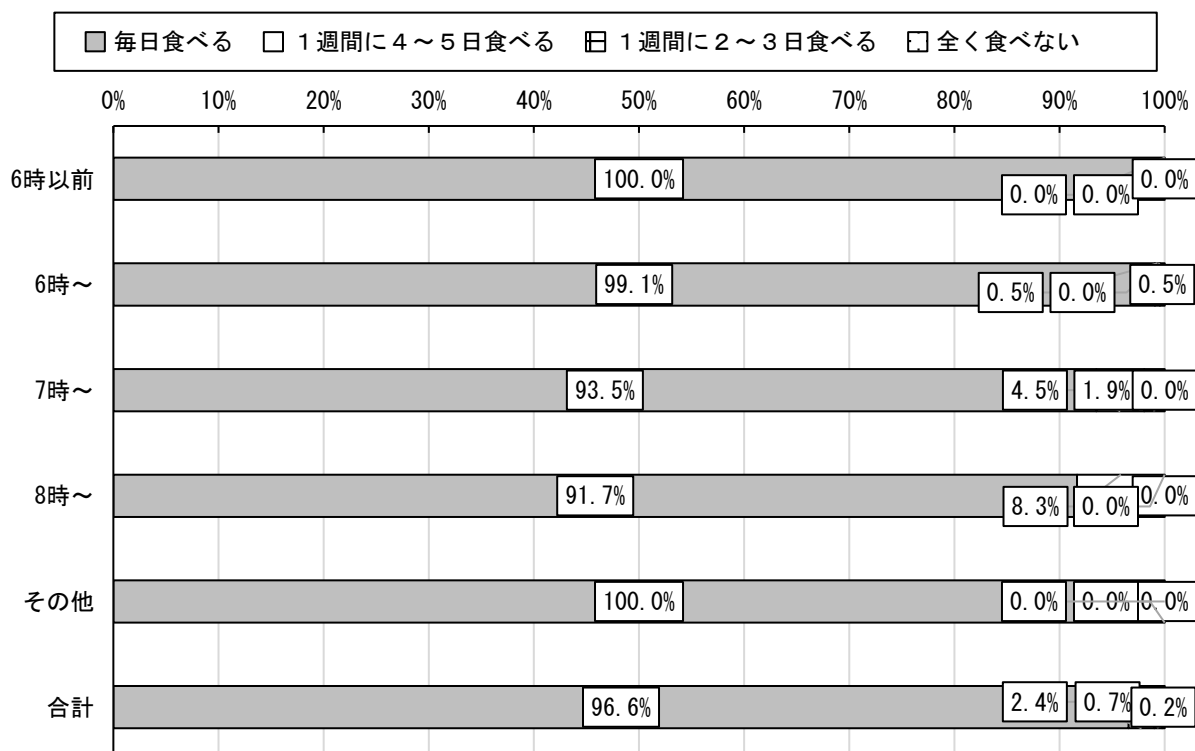 毎日食べる １週間に４～５日食べる １週間に２～３日食べる 全く食べない
0% 10% 20% 30% 40% 50% 60% 70% 80% 90% 100%
6時以前 100.0% 0.0% 0.0% 0.0%
6時～ 99.1% 0.5% 0.0% 0.5%
7時～ 93.5% 4.5% 1.9% 0.0%
8時～ 91.7% 8.3% 0.0% 0.0%
その他 100.0% 0.0% 0.0% 0.0%
合計 96.6% 2.4% 0.7% 0.2%